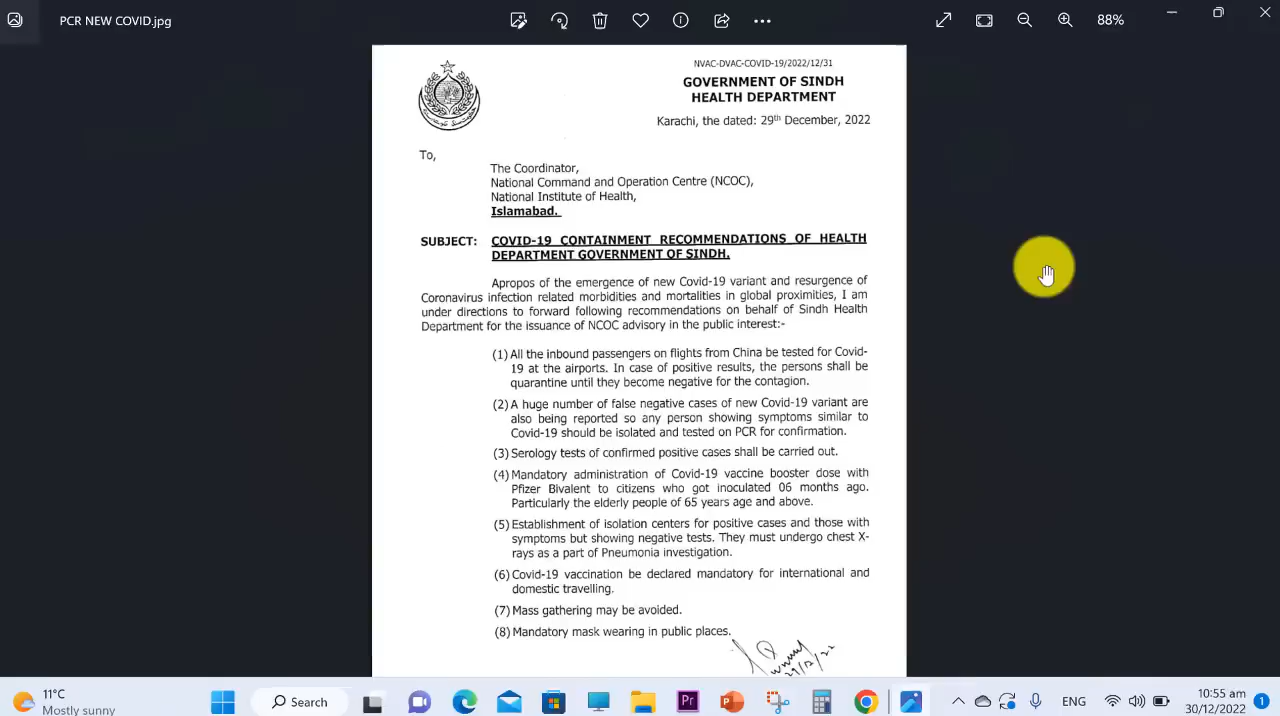 PCR NEW COVID.jpg
88%
NVAC-DVAC-COVID-19/2022/12/31
GOVERNMENT OF SINDH
HEALTH DEPARTMENT
Karachi, the dated: 29th December, 2022
To,
The Coordinator,
National Command and Operation Centre (NCOC),
National Institute of Health,
Islamabad.
SUBJECT: COVID-19 CONTAINMENT RECOMMENDATIONS OF HEALTH
DEPARTMENT GOVERNMENT OF SINDH.
Apropos of the emergence of new Covid-19 variant and resurgence of
Coronavirus infection related morbidities and mortalities in global proximities, I am
under directions to forward following recommendations on behalf of Sindh Health
Department for the issuance of NCOC advisory in the public interest:-
(1) All the inbound passengers on flights from China be tested for Covid-
19 at the airports. In case of positive results, the persons shall be
quarantine until they become negative for the contagion.
(2) A huge number of false negative cases of new Covid-19 variant are
also being reported so any person showing symptoms similar to
Covid-19 should be isolated and tested on PCR for confirmation.
(3) Serology tests of confirmed positive cases shall be carried out.
(4) Mandatory administration of Covid-19 vaccine booster dose with
Pfizer Bivalent to citizens who got inoculated 06 months ago.
Particularly the elderly people of 65 years age and above.
(5) Establishment of isolation centers for positive cases and those with
symptoms but showing negative tests. They must undergo chest X-
rays as a part of Pneumonia investigation.
(6) Covid-19 vaccination be declared mandatory for international and
domestic travelling.
(7) Mass gathering may be avoided.
(8) Mandatory mask wearing in public places.
29/12/22
11°C
Mostly sunny
Search
Pr
ENG
10:55 am
30/12/2022
1